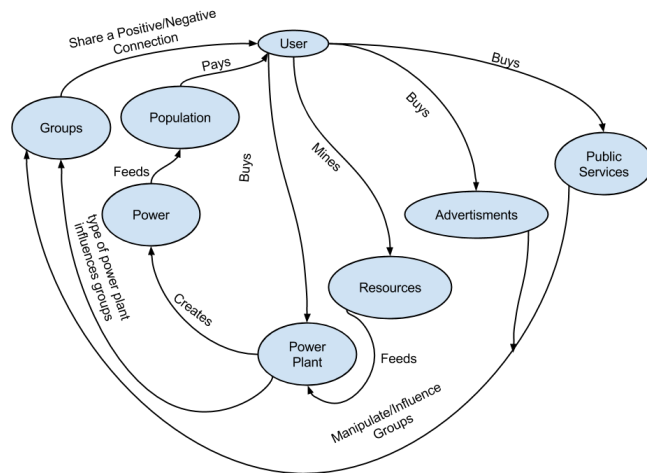 Share a Positive/Negative
Connection
User
Buys
Pays
Groups
Population
Buys
Public
Services
Mines
Buys
Feeds
Power
Advertisments
type of power plant
influences groups
Resources
Creates
Power
Plant
Feeds
Manipulate/Influence
Groups